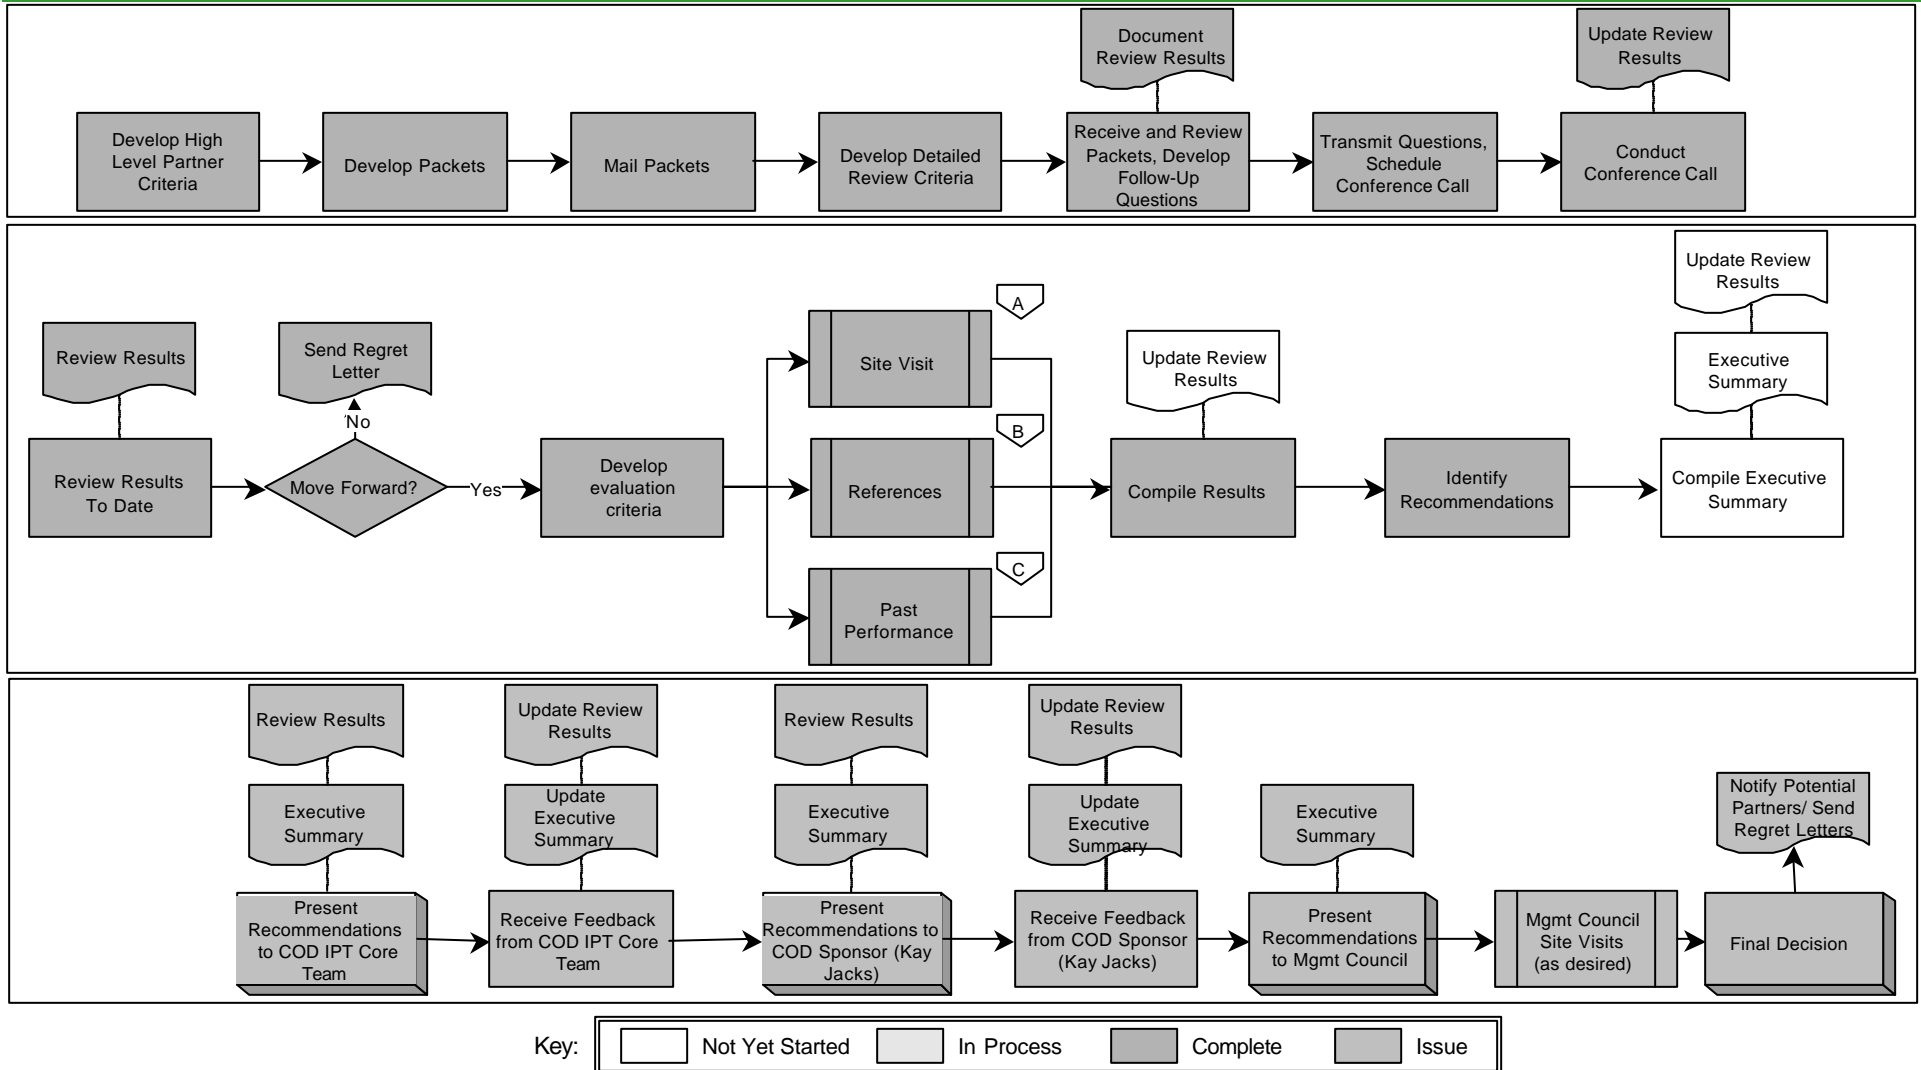 Document
Review Results
Update Review
Results
Develop High
Level Partner
Criteria
Develop Packets
Mail Packets
Develop Detailed
Review Criteria
Receive and Review
Packets, Develop
Follow-Up
Questions
Transmit Questions,
Schedule
Conference Call
Conduct
Conference Call
Review Results
Send Regret
Letter
No
Review Results
To Date
Move Forward?
Yes
Develop
evaluation
criteria
A
Site Visit
B
References
C
Past
Performance
Update Review
Results
Compile Results
Identify
Recommendations
Update Review
Results
Executive
Summary
Compile Executive
Summary
Review Results
Executive
Summary
Present
Recommendations
to COD IPT Core
Team
Update Review
Results
Update
Executive
Summary
Receive Feedback
from COD IPT Core
Team
Review Results
Executive
Summary
Present
Recommendations to
COD Sponsor (Kay
Jacks)
Update Review
Results
Update
Executive
Summary
Receive Feedback
from COD Sponsor
(Kay Jacks)
Executive
Summary
Present
Recommendations
to Mgmt Council
Mgmt Council
Site Visits
(as desired)
Notify Potential
Partners/ Send
Regret Letters
Final Decision
Key:
Not Yet Started
In Process
Complete
Issue